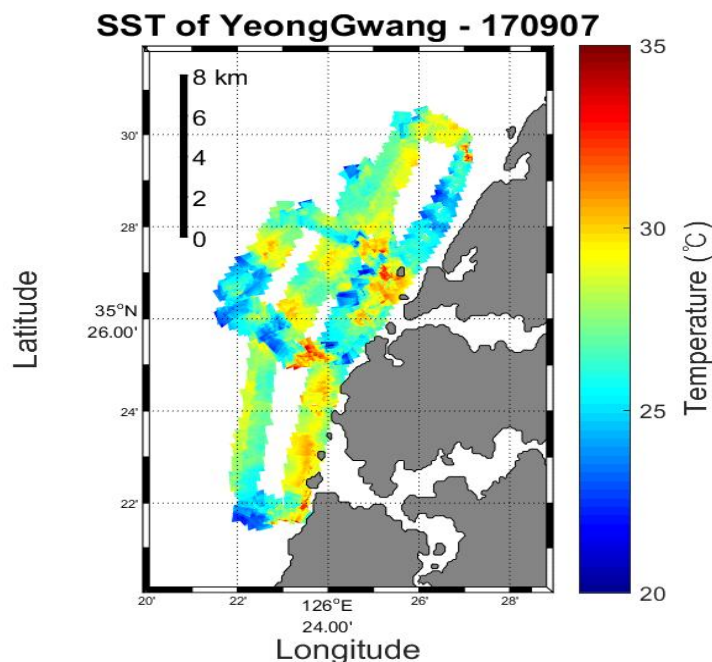 SST of YeongGwang - 170907
8 km
6
4
2
0
30'
28'
35°N
26.00'
24'
22'
Latitude
20'
22'
126°E
24.00'
26'
28'
Longitude
35
30
25
20
Temperature (℃)